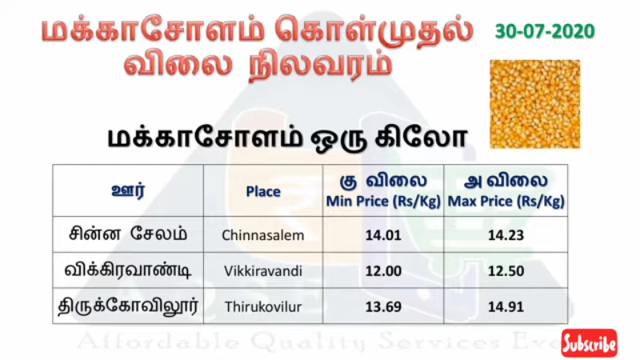 மக்காசோளம் கொள்முதல்
விலை நிலவரம்
30-07-2020
மக்காசோளம் ஒரு கிலோ
ஊர் Place கு விலை Min Price (Rs/Kg) அ விலை Max Price (Rs/Kg)
சின்ன சேலம் Chinnasalem 14.01 14.23
விக்கிரவாண்டி Vikkiravandi 12.00 12.50
திருக்கோவிலூர் Thirukovilur 13.69 14.91
Affordable Quality Services Eve
Subscribe